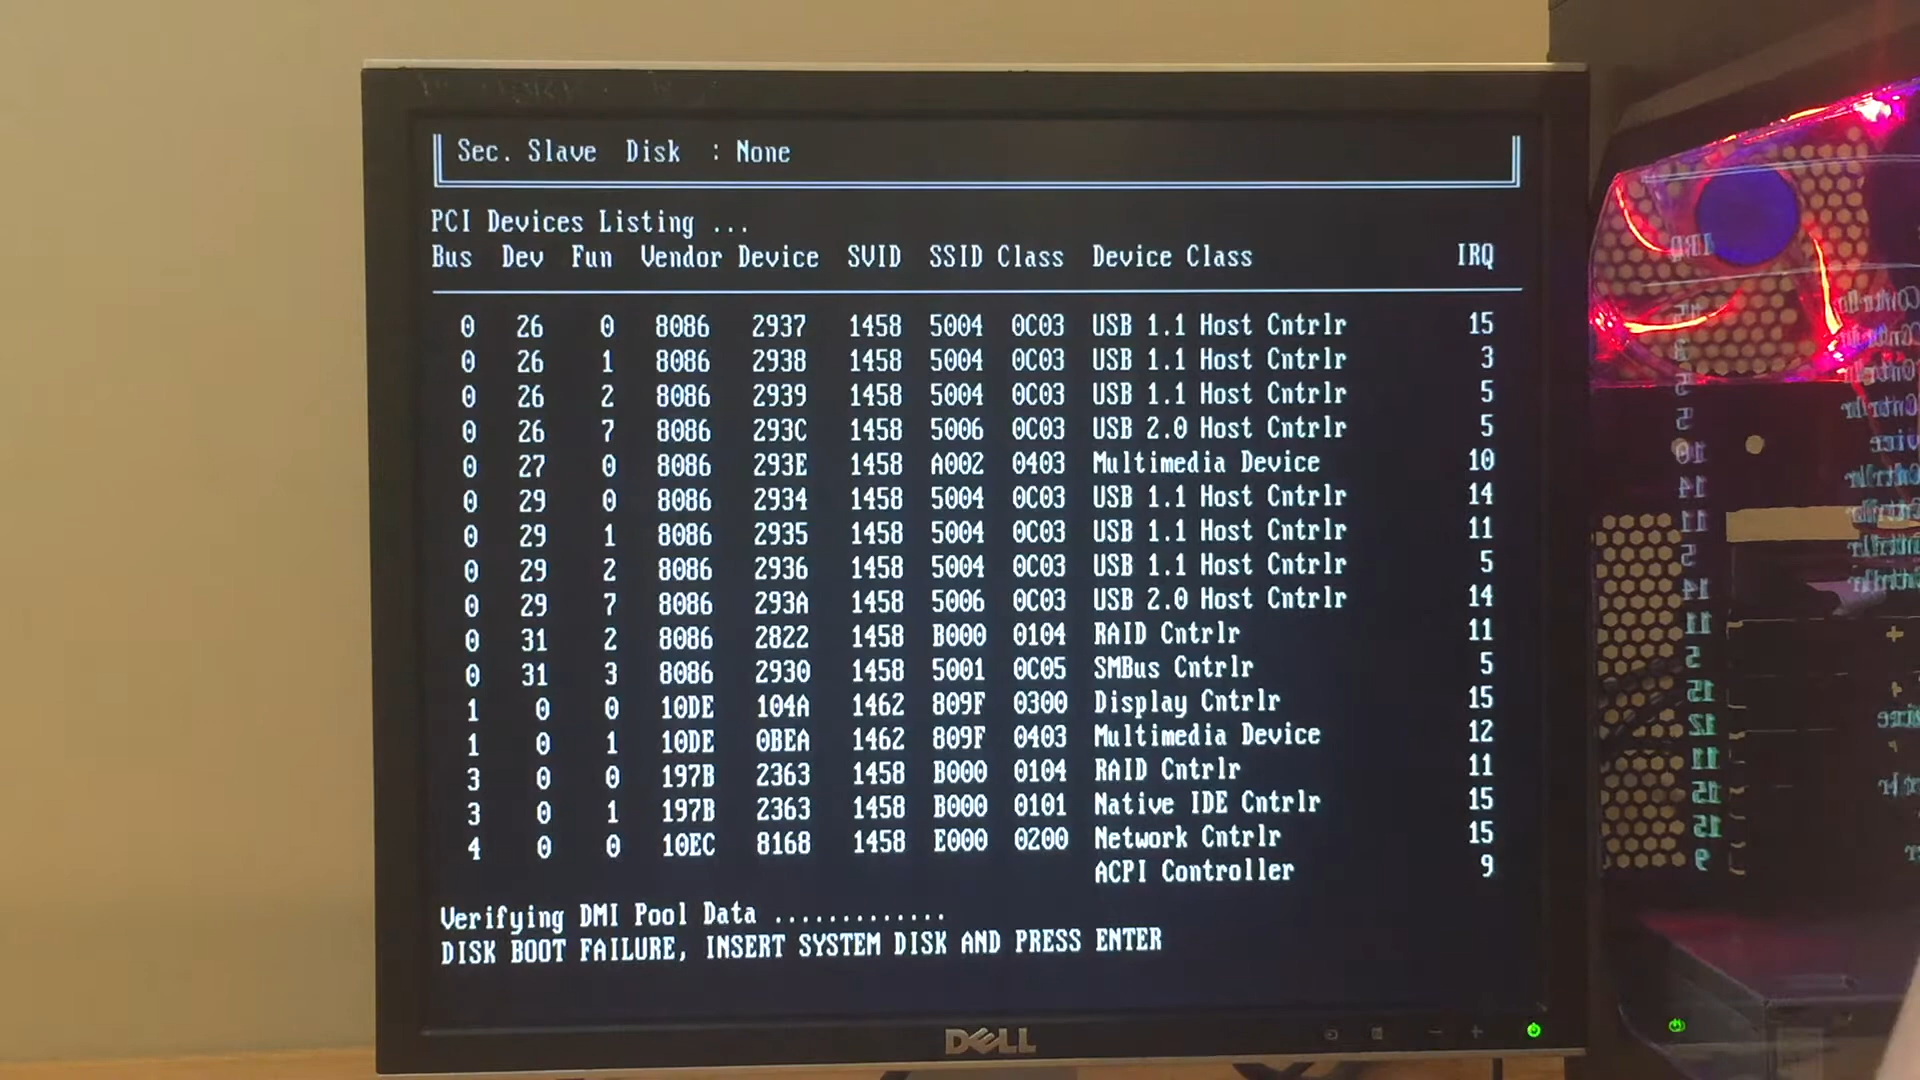 Sec. Slave Disk : None
PCI Devices Listing ...
Bus Dev Fun Vendor Device SVID SSID Class Device Class IRQ
0 26 0 8086 2937 1458 5004 0C03 USB 1.1 Host Cntrlr 15
0 26 1 8086 2938 1458 5004 0C03 USB 1.1 Host Cntrlr 3
0 26 2 8086 2939 1458 5004 0C03 USB 1.1 Host Cntrlr 5
0 26 7 8086 293C 1458 5006 0C03 USB 2.0 Host Cntrlr 5
0 27 0 8086 293E 1458 A002 0403 Multimedia Device 10
0 29 0 8086 2934 1458 5004 0C03 USB 1.1 Host Cntrlr 14
0 29 1 8086 2935 1458 5004 0C03 USB 1.1 Host Cntrlr 11
0 29 2 8086 2936 1458 5004 0C03 USB 1.1 Host Cntrlr 5
0 29 7 8086 293A 1458 5006 0C03 USB 2.0 Host Cntrlr 14
0 31 2 8086 2822 1458 B000 0104 RAID Cntrlr 11
0 31 3 8086 2930 1458 5001 0C05 SMBus Cntrlr 5
1 0 0 10DE 104A 1462 809F 0300 Display Cntrlr 15
1 0 1 10DE 0BEA 1462 809F 0403 Multimedia Device 12
3 0 0 197B 2363 1458 B000 0104 RAID Cntrlr 11
3 0 1 197B 2363 1458 B000 0101 Native IDE Cntrlr 15
4 0 0 10EC 8168 1458 E000 0200 Network Cntrlr 15
ACPI Controller 9
Verifying DMI Pool Data .............
DISK BOOT FAILURE, INSERT SYSTEM DISK AND PRESS ENTER
DELL